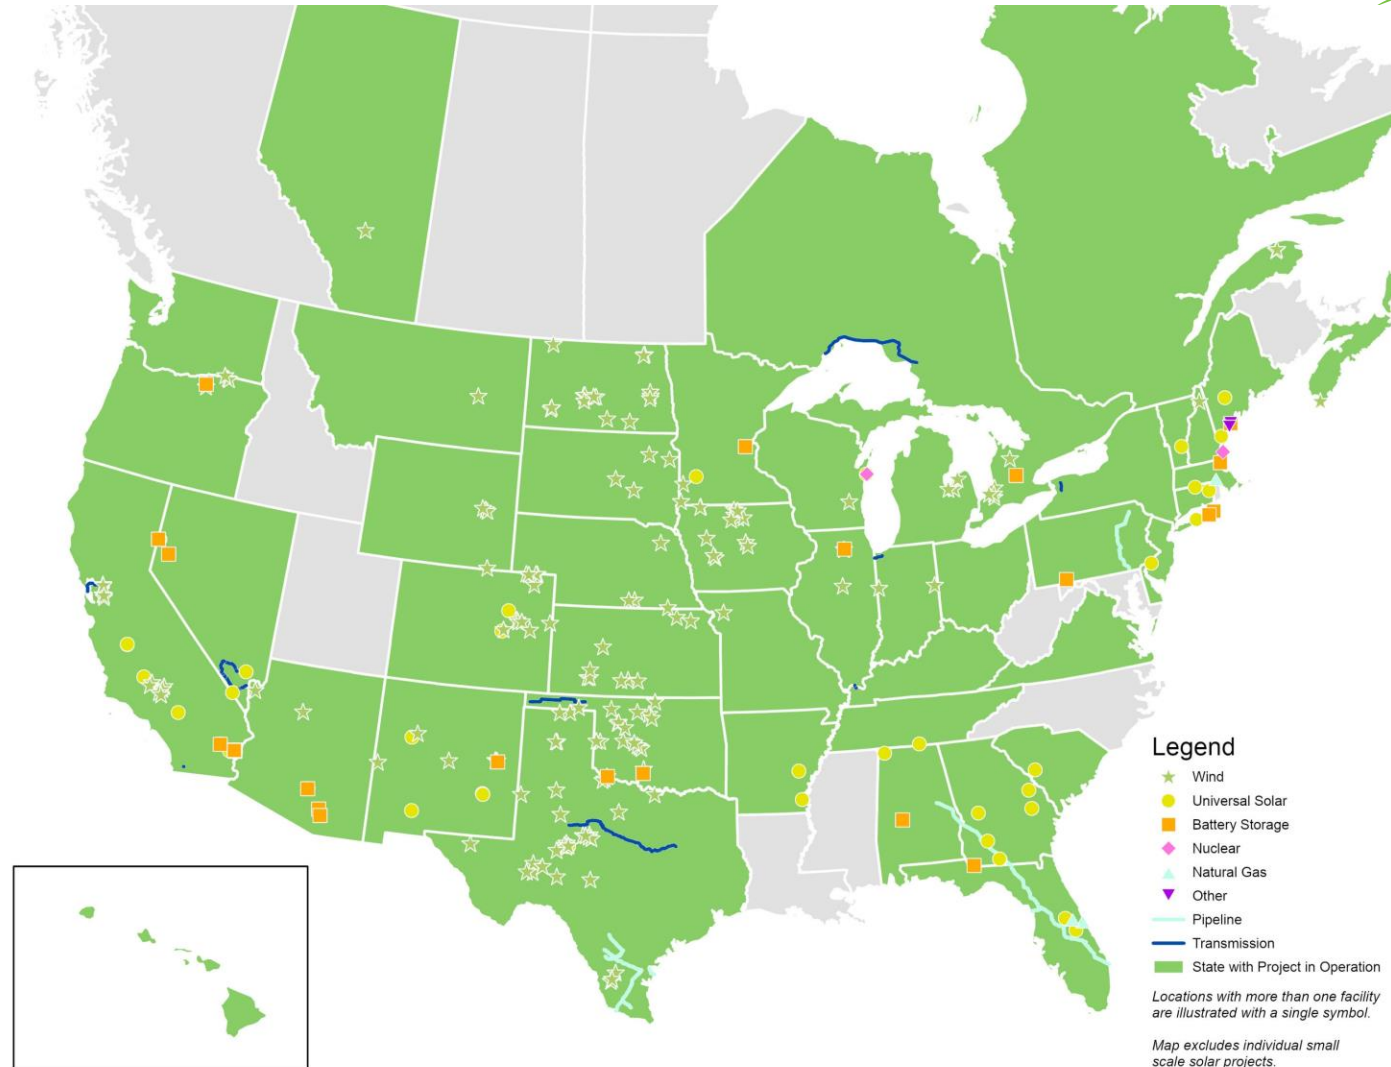 Legend
Wind
Universal Solar
Battery Storage
Nuclear
Natural Gas
Other
Pipeline
Transmission
State with Project in Operation
Locations with more than one facility
are illustrated with a single symbol.
Map excludes individual small
scale solar projects.